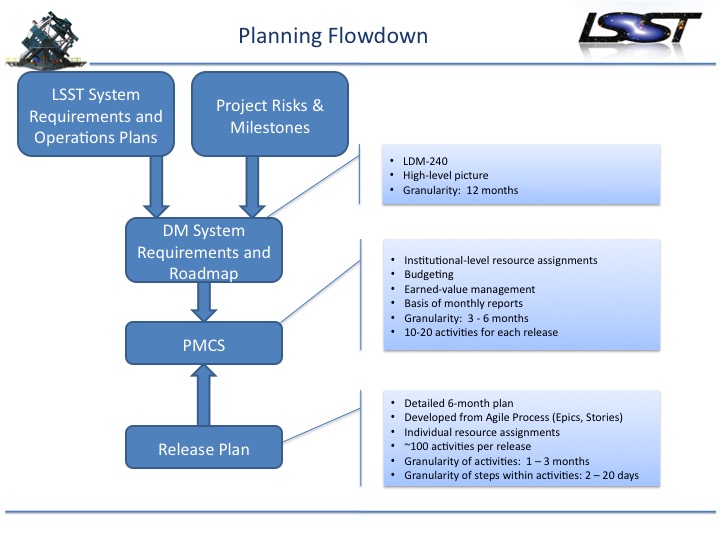 Planning Flowdown
LSST
LSST System
Requirements and
Operations Plans
Project Risks &
Milestones
• LDM-240
• High-level picture
• Granularity: 12 months
DM System
Requirements and
Roadmap
• Institutional-level resource assignments
• Budgeting
• Earned-value management
• Basis of monthly reports
• Granularity: 3 - 6 months
• 10-20 activities for each release
PMCS
• Detailed 6-month plan
• Developed from Agile Process (Epics, Stories)
• Individual resource assignments
• ~100 activities per release
• Granularity of activities: 1 – 3 months
• Granularity of steps within activities: 2 – 20 days
Release Plan